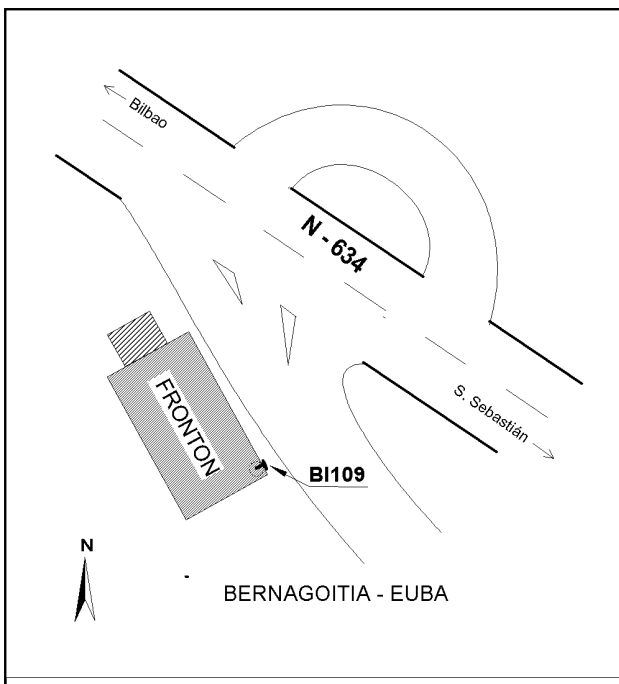 Bilbao
N - 634
S. Sebastián
FRONTON
BI109
N
BERNAGOITIA - EUBA